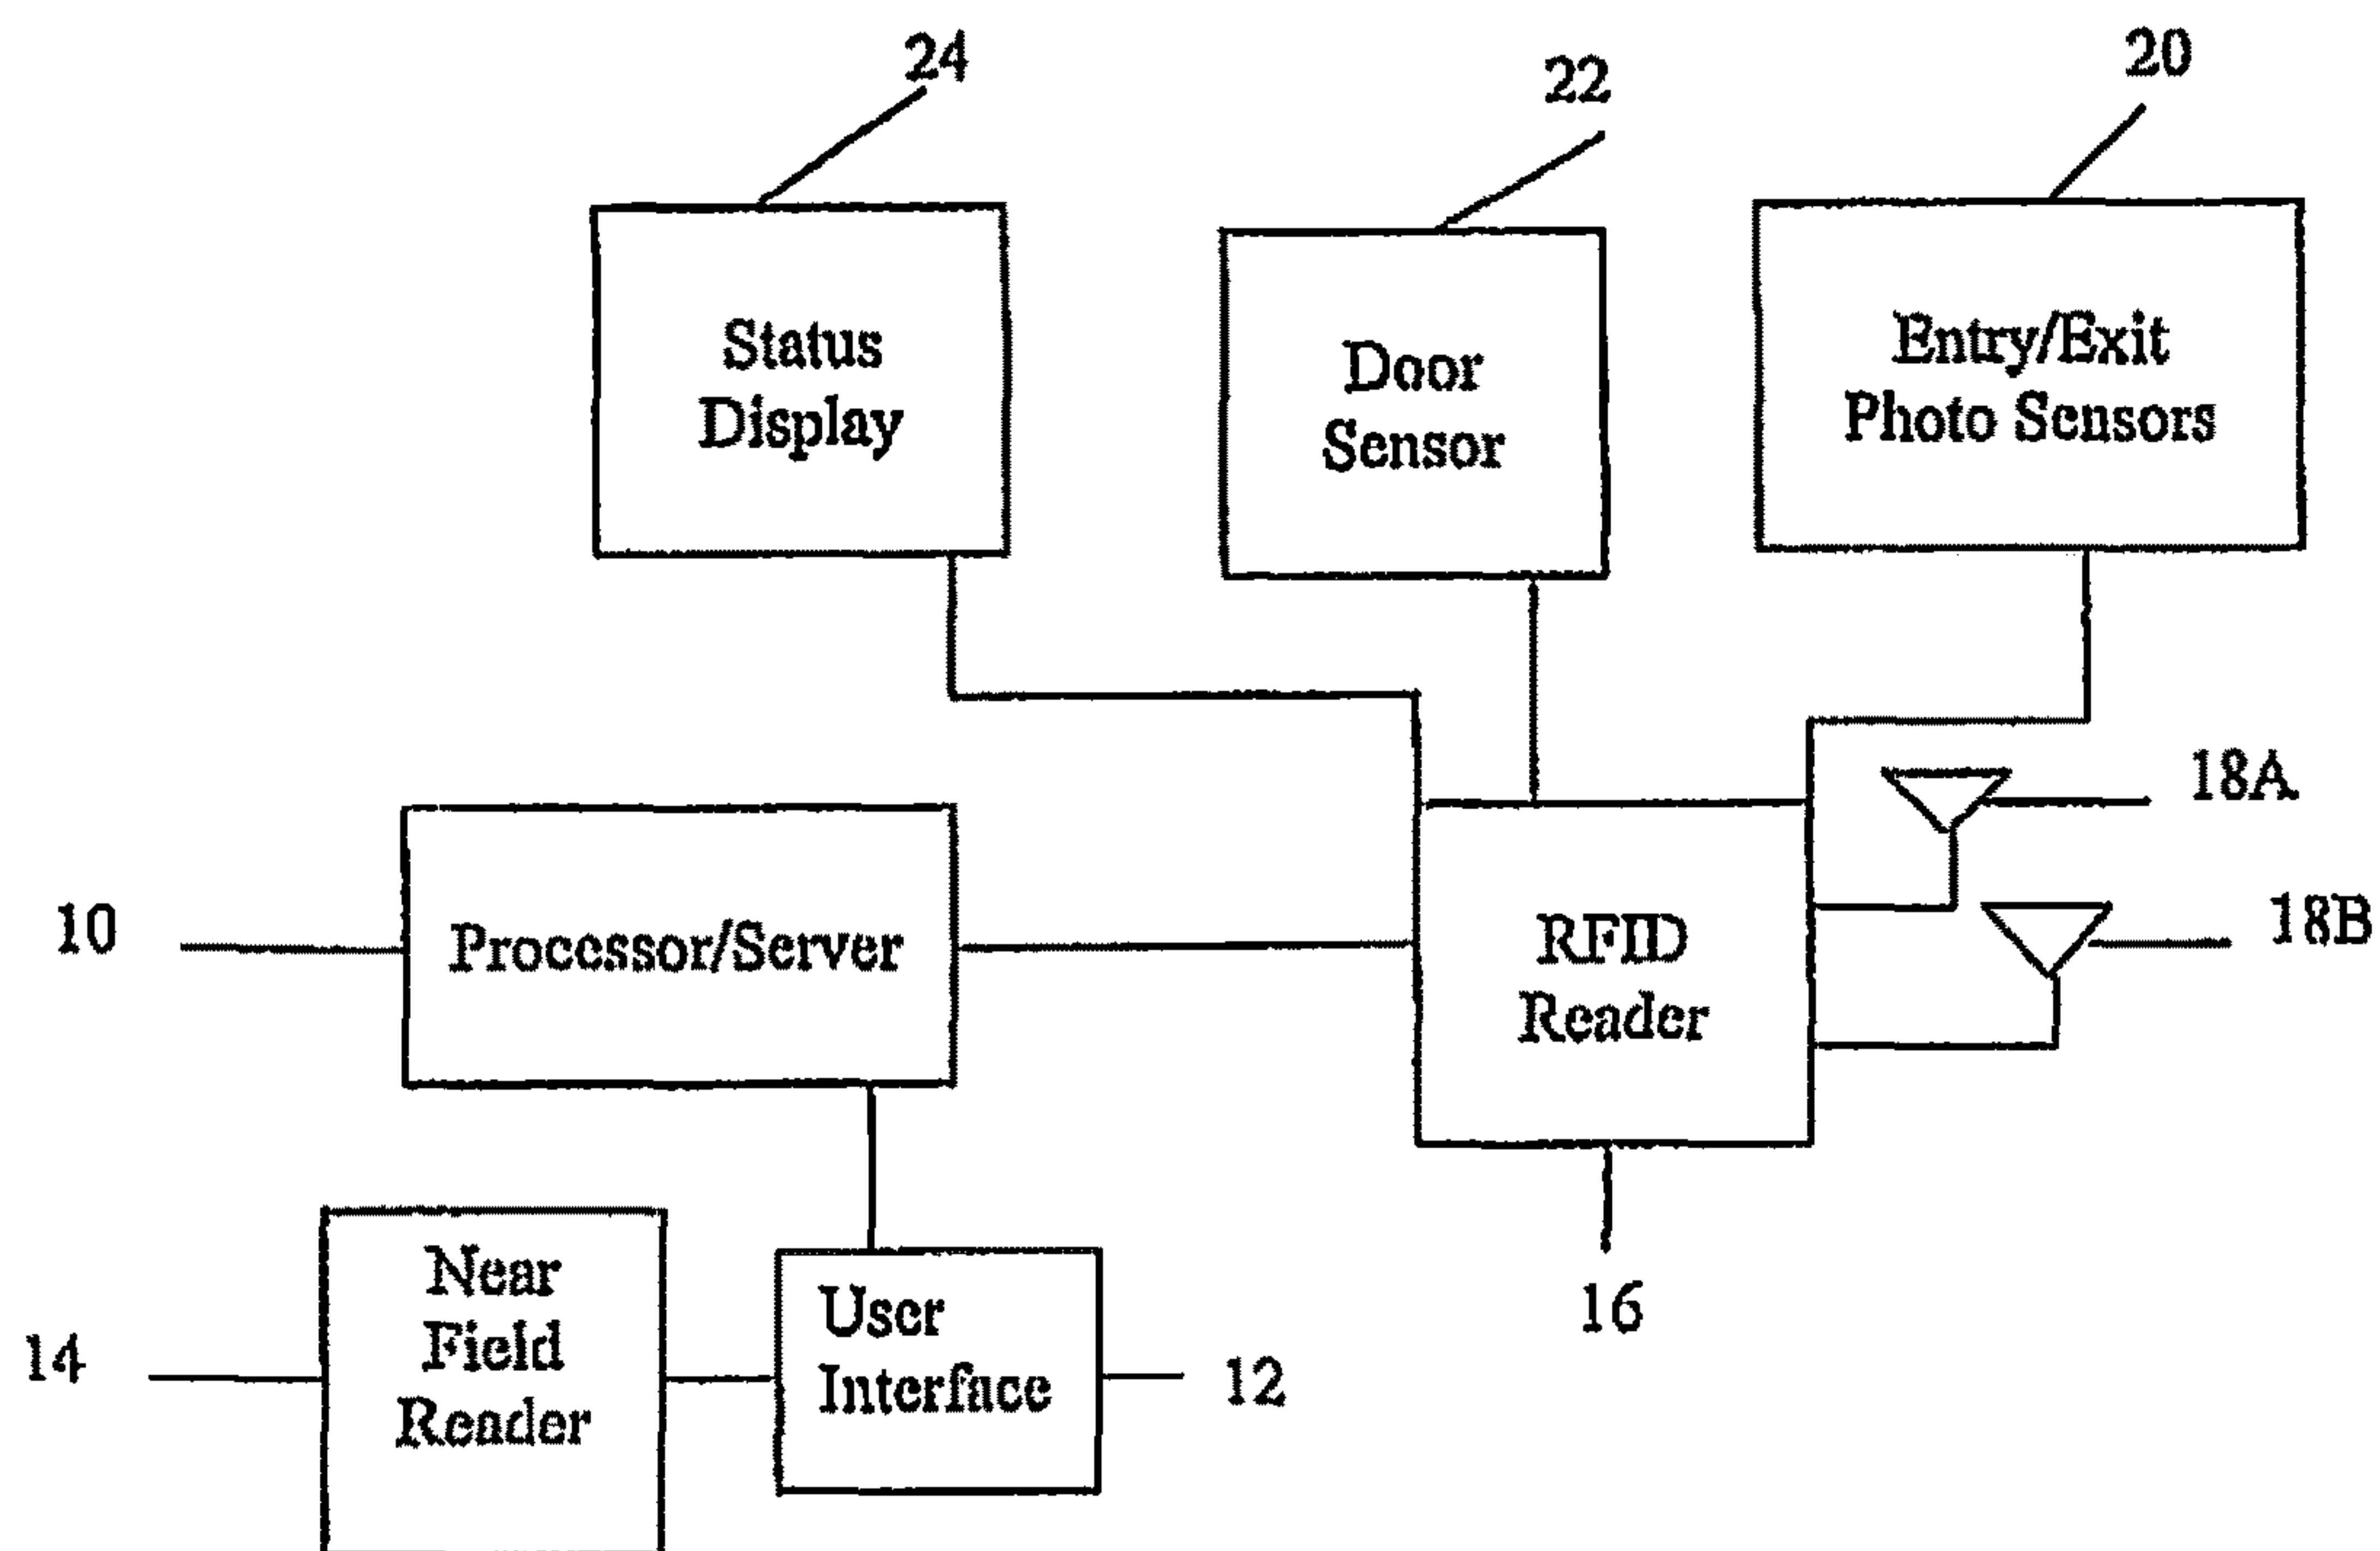 24
22
20
Status
Display
Door
Sensor
Entry/Exit
Photo Sensors
18A
18B
10
Processor/Server
RFID
Reader
16
14
Near
Field
Reader
User
Interface
12